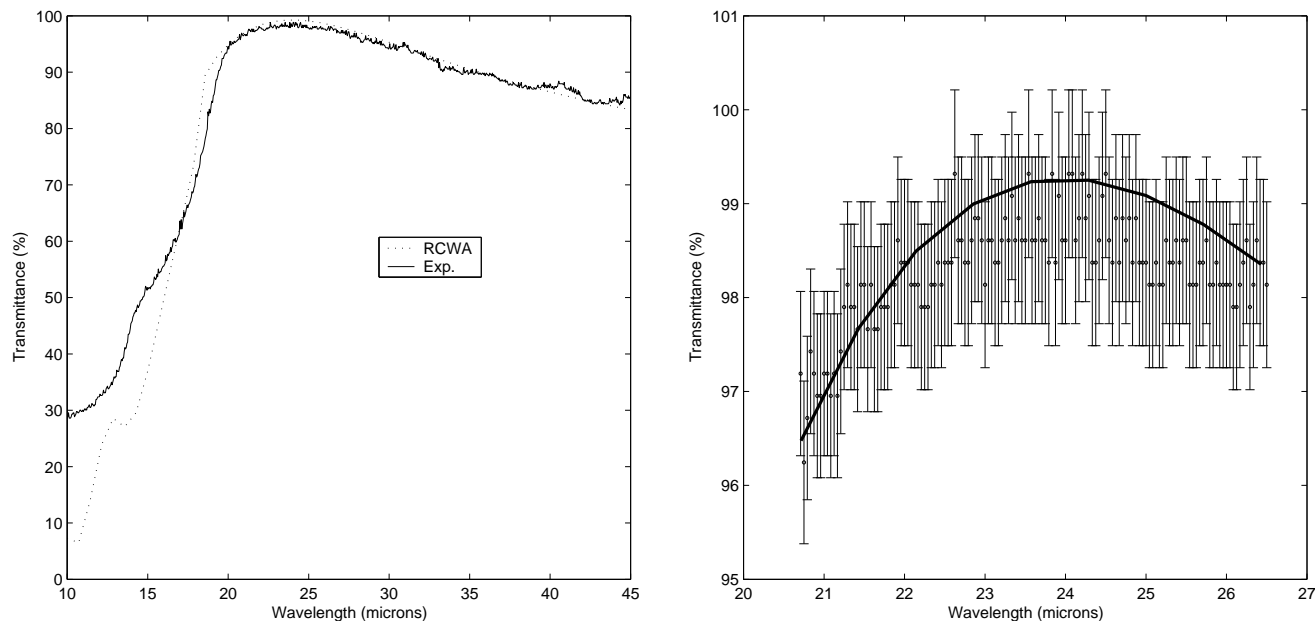 100
90
80
70
60
50
40
30
20
10
0
10 15 20 25 30 35 40 45
Transmittance (%)
Wavelength (microns)
RCWA
Exp.
101
100
99
98
97
96
95
20 21 22 23 24 25 26 27
Transmittance (%)
Wavelength (microns)